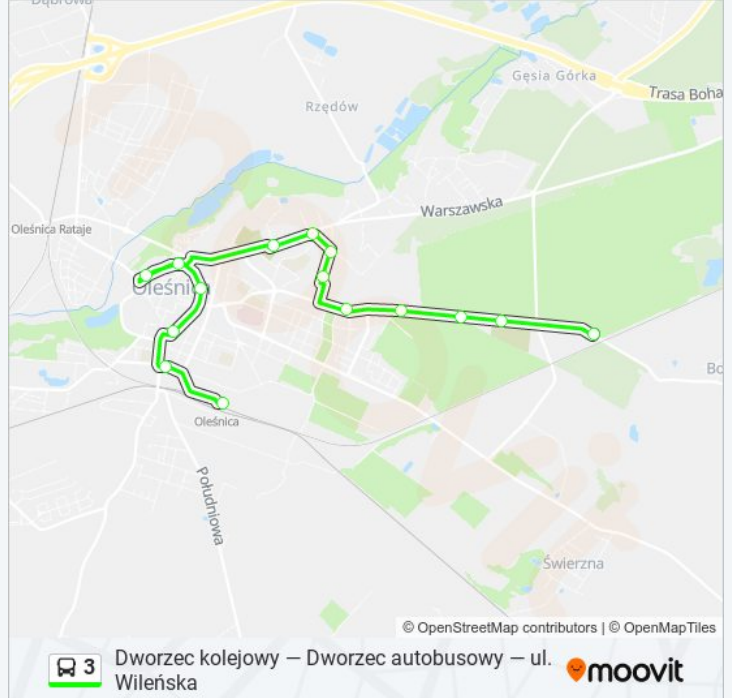 Dąbrowa
Gęsia Górka
Trasa Boha
Rzędów
Warszawska
Oleśnica Rataje
Oleśnic
Bo
Oleśnica
Południowa
Świerzna
© OpenStreetMap contributors | © OpenMapTiles
3 Dworzec kolejowy — Dworzec autobusowy — ul.
Wileńska
moovit